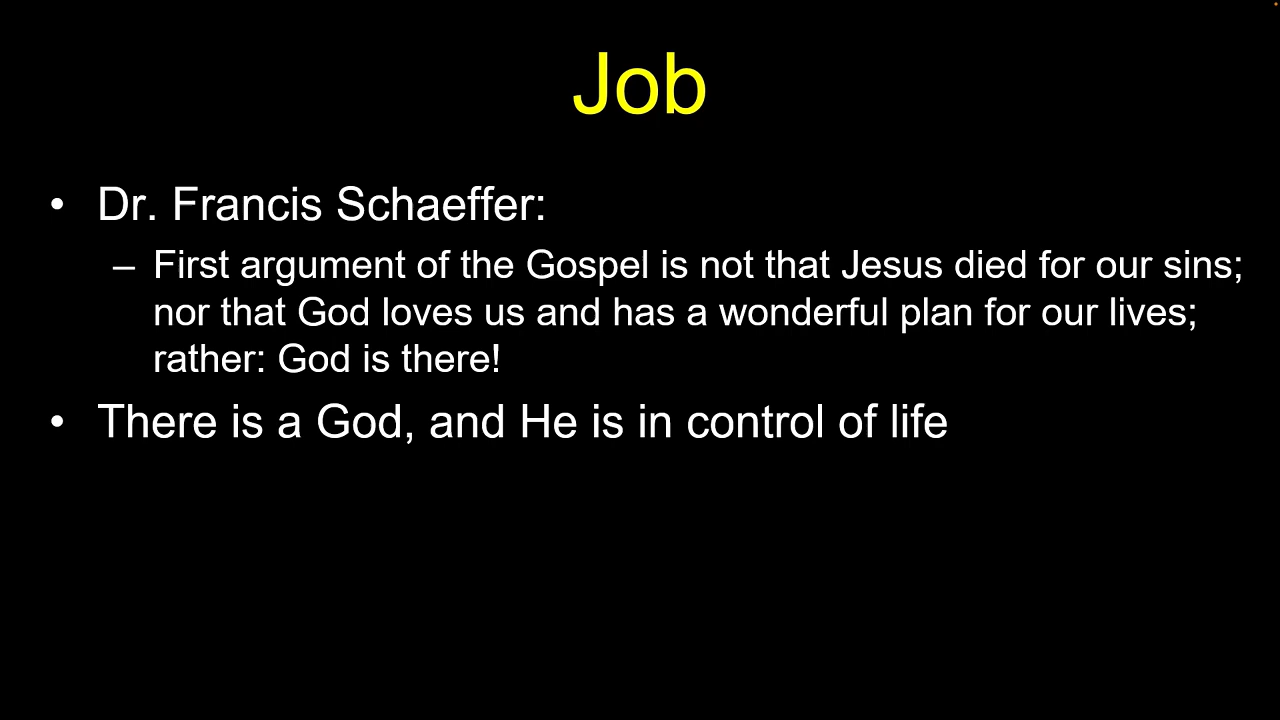 Job
• Dr. Francis Schaeffer:
– First argument of the Gospel is not that Jesus died for our sins;
nor that God loves us and has a wonderful plan for our lives;
rather: God is there!
• There is a God, and He is in control of life